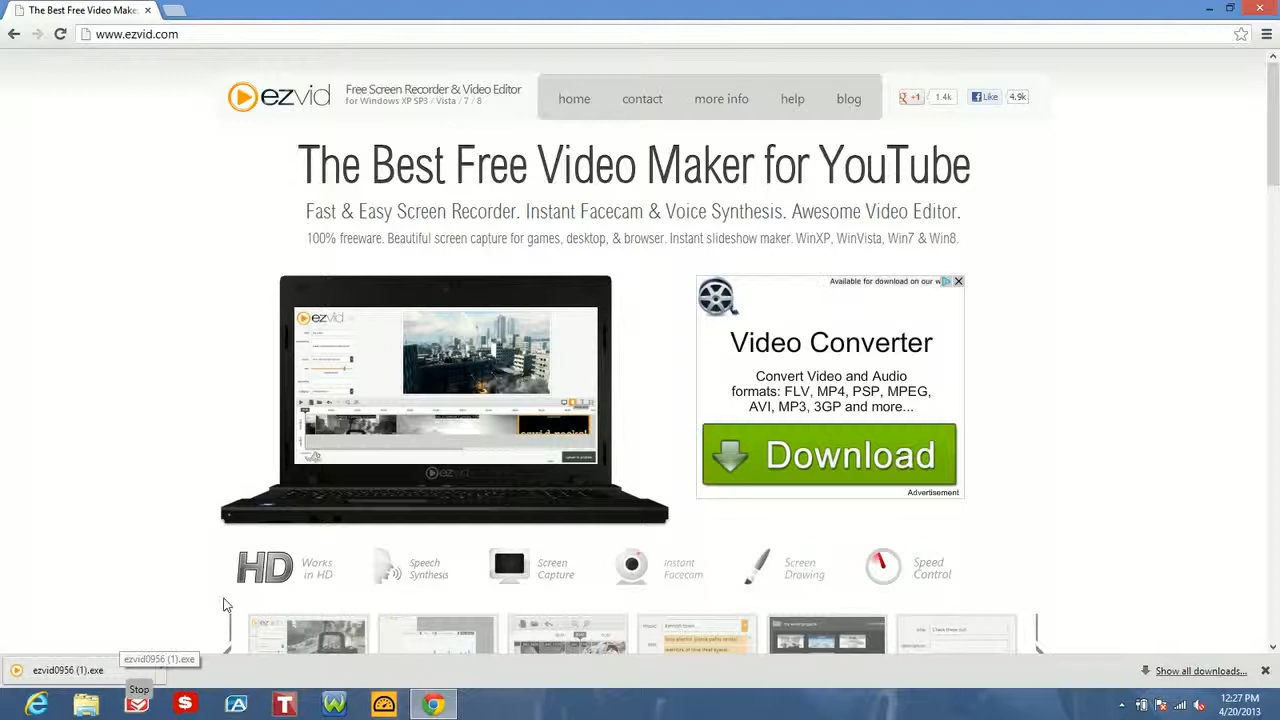 The Best Free Video Make
www.ezvid.com
ezvid
Free Screen Recorder & Video Editor
for Windows XP SP3 / Vista / 7 / 8
home
contact
more info
help
blog
+1
1.4k
Like
4.9k
The Best Free Video Maker for YouTube
Fast & Easy Screen Recorder. Instant Facecam & Voice Synthesis. Awesome Video Editor.
100% freeware. Beautiful screen capture for games, desktop, & browser. Instant slideshow maker. WinXP, WinVista, Win7 & Win8.
ezvid
ezvid
Available for download on our w
Video Converter
Convert Video and Audio
formats: FLV, MP4, PSP, MPEG,
AVI, MP3, 3GP and more...
Download
Advertisement
HD
Works
in HD
Speech
Synthesis
Screen
Capture
Instant
Facecam
Screen
Drawing
Speed
Control
ezvid0956 (1).exe
ezvid0956 (1).exe
Stop
Show all downloads...
12:27 PM
4/20/2013